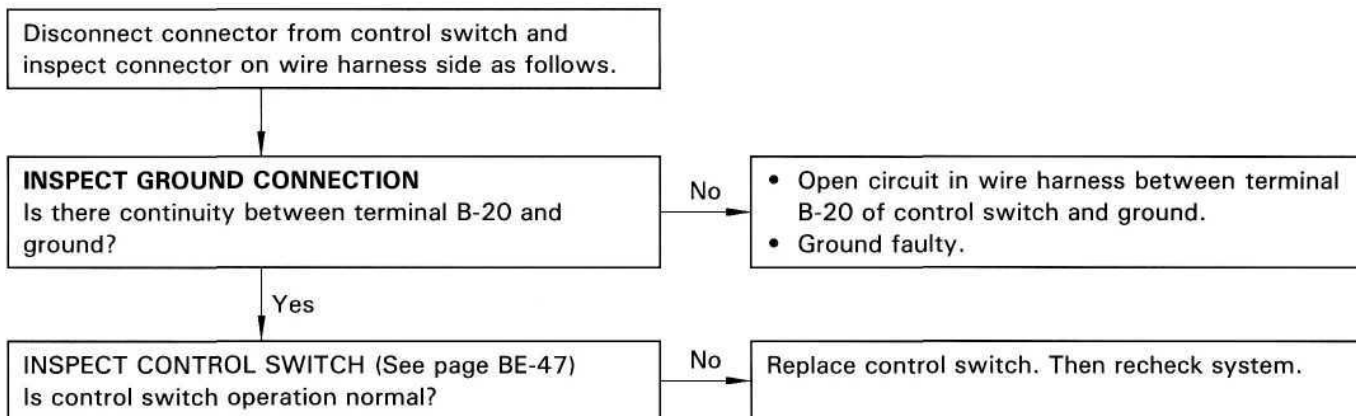 Disconnect connector from control switch and
inspect connector on wire harness side as follows.
INSPECT GROUND CONNECTION
Is there continuity between terminal B-20 and
ground?
No
• Open circuit in wire harness between terminal
B-20 of control switch and ground.
• Ground faulty.
Yes
INSPECT CONTROL SWITCH (See page BE-47)
Is control switch operation normal?
No
Replace control switch. Then recheck system.